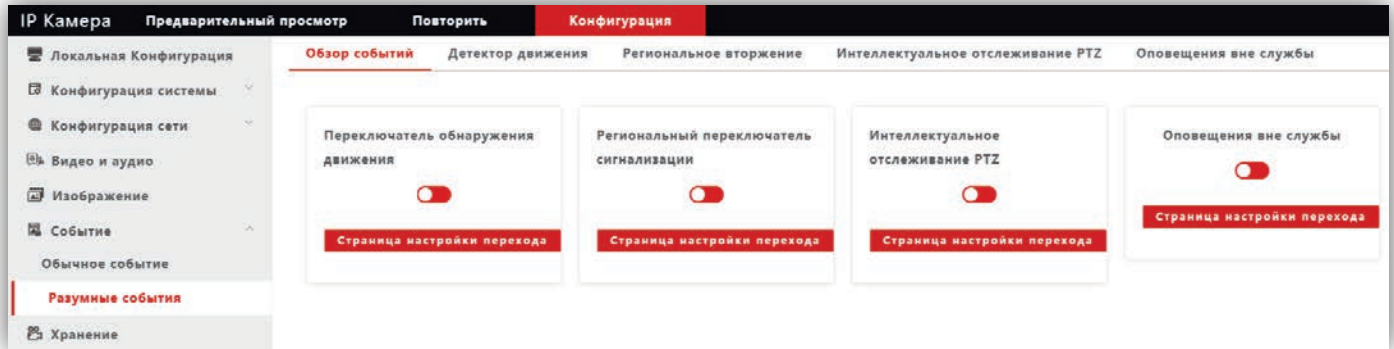 IP Камера Предварительный просмотр Повторить Конфигурация
Локальная Конфигурация
Конфигурация системы
Конфигурация сети
Видео и аудио
Изображение
Событие
Обычное событие
Разумные события
Хранение
Обзор событий Детектор движения Региональное вторжение Интеллектуальное отслеживание PTZ Оповещения вне службы
Переключатель обнаружения
движения
Страница настройки перехода
Региональный переключатель
сигнализации
Страница настройки перехода
Интеллектуальное
отслеживание PTZ
Страница настройки перехода
Оповещения вне службы
Страница настройки перехода